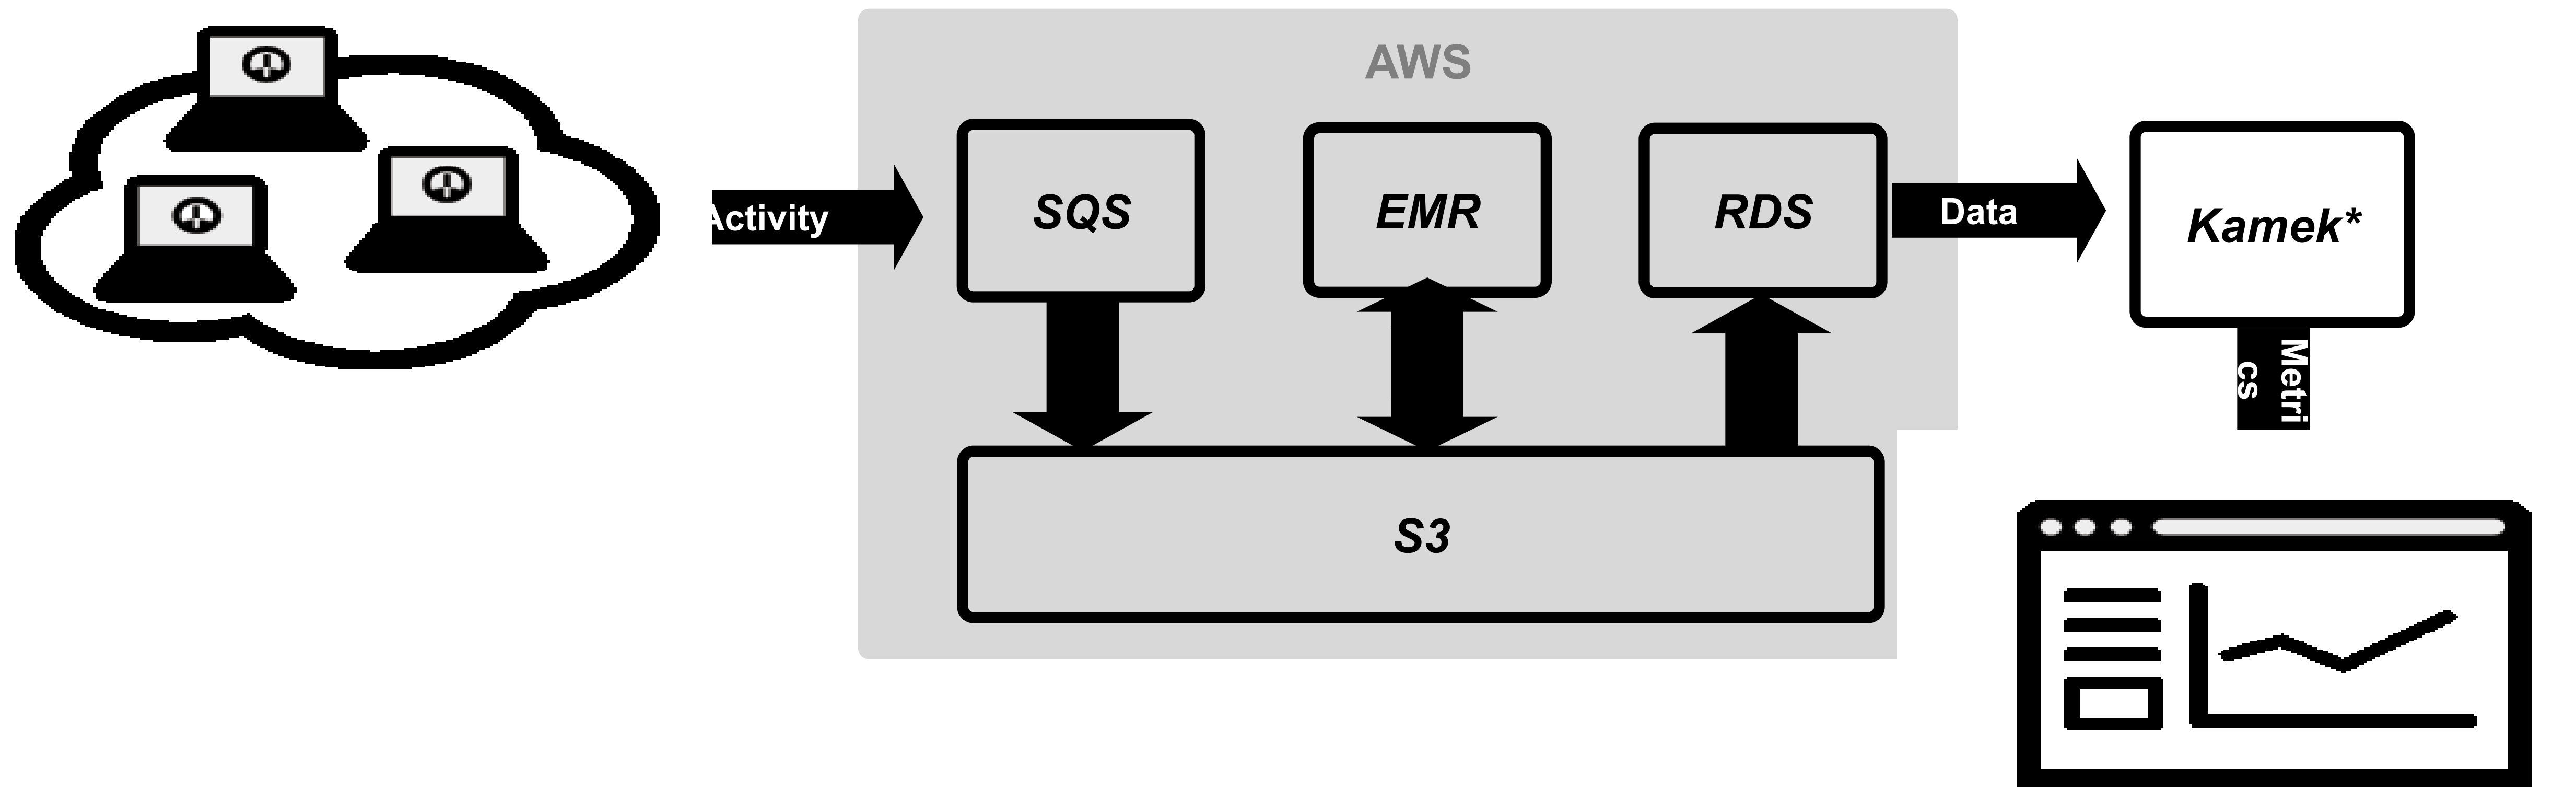 AWS
Activity
SQS
EMR
RDS
Data
Kamek*
Metri
cs
S3